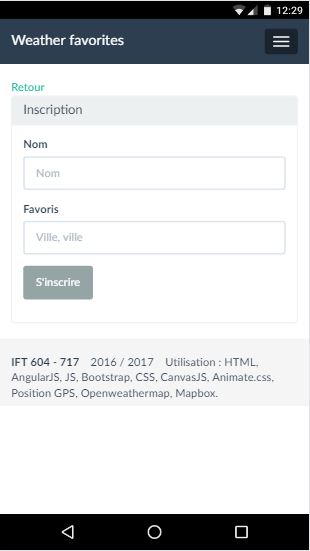 12:29
Weather favorites
Retour
Inscription
Nom
Nom
Favoris
Ville, ville
S'inscrire
IFT 604 - 717 2016 / 2017 Utilisation : HTML,
AngularJS, JS, Bootstrap, CSS, CanvasJS, Animate.css,
Position GPS, Openweathermap, Mapbox.